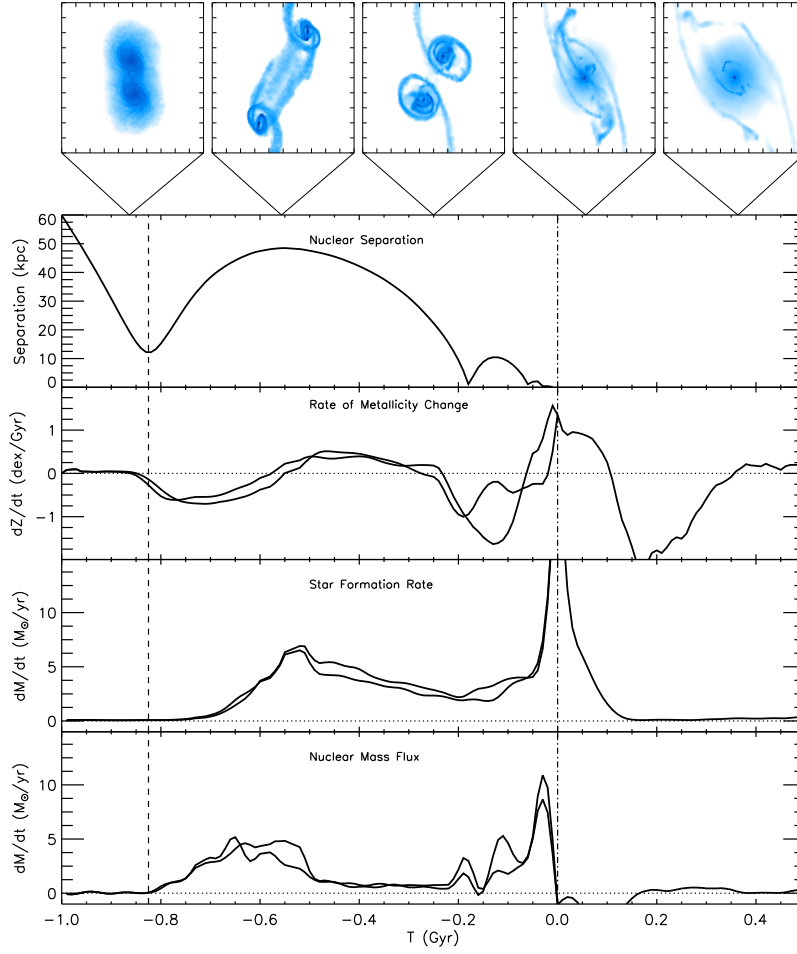 Nuclear Separation
Separation (kpc)
60
50
40
30
20
10
0
Rate of Metallicity Change
dZ/dt (dex/Gyr)
1
0
−1
Star Formation Rate
dM/dt (M⊙/yr)
10
5
0
Nuclear Mass Flux
dM/dt (M⊙/yr)
10
5
0
−1.0 −0.8 −0.6 −0.4 −0.2 0.0 0.2 0.4
T (Gyr)